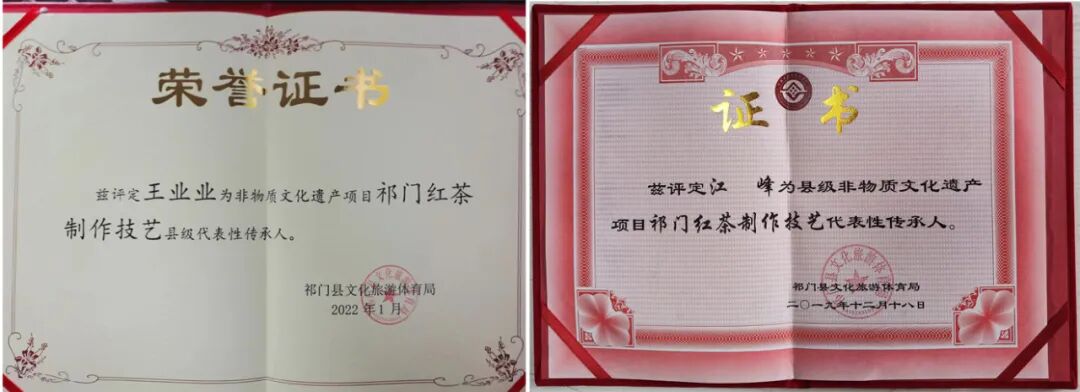 荣誉证书
兹评定王业业为非物质文化遗产项目祁门红茶
制作技艺县级代表性传承人。
祁门县文化旅游体育局
2022年1月
证书
兹评定江 峰为县级非物质文化遗产
项目祁门红茶制作技艺代表性传承人。
祁门县文化旅游体育局
二〇一九年十二月十八日